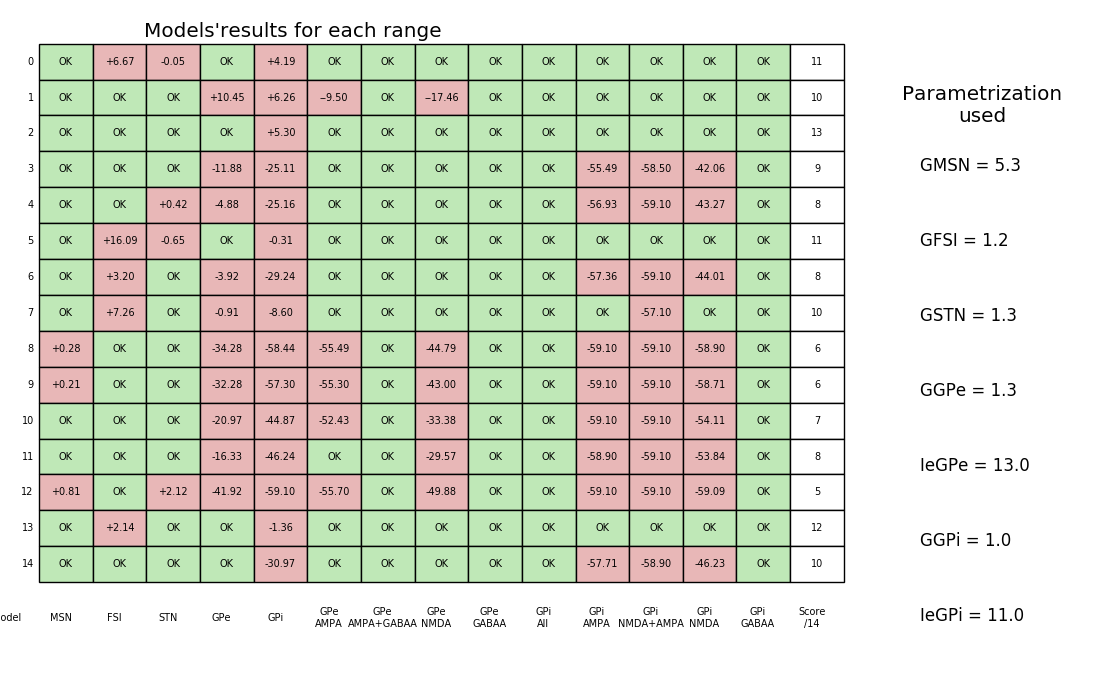 Models'results for each range
0 OK +6.67 -0.05 OK +4.19 OK OK OK OK OK OK OK OK OK 11
1 OK OK OK +10.45 +6.26 --9.50 OK --17.46 OK OK OK OK OK OK 10
2 OK OK OK OK +5.30 OK OK OK OK OK OK OK OK OK 13
3 OK OK OK -11.88 -25.11 OK OK OK OK OK -55.49 -58.50 -42.06 OK 9
4 OK OK +0.42 -4.88 -25.16 OK OK OK OK OK -56.93 -59.10 -43.27 OK 8
5 OK +16.09 -0.65 OK -0.31 OK OK OK OK OK OK OK OK OK 11
6 OK +3.20 OK -3.92 -29.24 OK OK OK OK OK -57.36 -59.10 -44.01 OK 8
7 OK +7.26 OK -0.91 -8.60 OK OK OK OK OK OK -57.10 OK OK 10
8 +0.28 OK OK -34.28 -58.44 -55.49 OK -44.79 OK OK -59.10 -59.10 -58.90 OK 6
9 +0.21 OK OK -32.28 -57.30 -55.30 OK -43.00 OK OK -59.10 -59.10 -58.71 OK 6
10 OK OK OK -20.97 -44.87 -52.43 OK -33.38 OK OK -59.10 -59.10 -54.11 OK 7
11 OK OK OK -16.33 -46.24 OK OK -29.57 OK OK -58.90 -59.10 -53.84 OK 8
12 +0.81 OK +2.12 -41.92 -59.10 -55.70 OK -49.88 OK OK -59.10 -59.10 -59.09 OK 5
13 OK +2.14 OK OK -1.36 OK OK OK OK OK OK OK OK OK 12
14 OK OK OK OK -30.97 OK OK OK OK OK -57.71 -58.90 -46.23 OK 10
GPe GPe GPe GPe GPi GPi GPi GPi GPi Score
odel MSN FSI STN GPe GPi
AMPA AMPA+GABAA NMDA GABAA All AMPA NMDA+AMPA NMDA GABAA /14
Parametrization
used
GMSN = 5.3
GFSI = 1.2
GSTN = 1.3
GGPe = 1.3
IeGPe = 13.0
GGPi = 1.0
IeGPi = 11.0